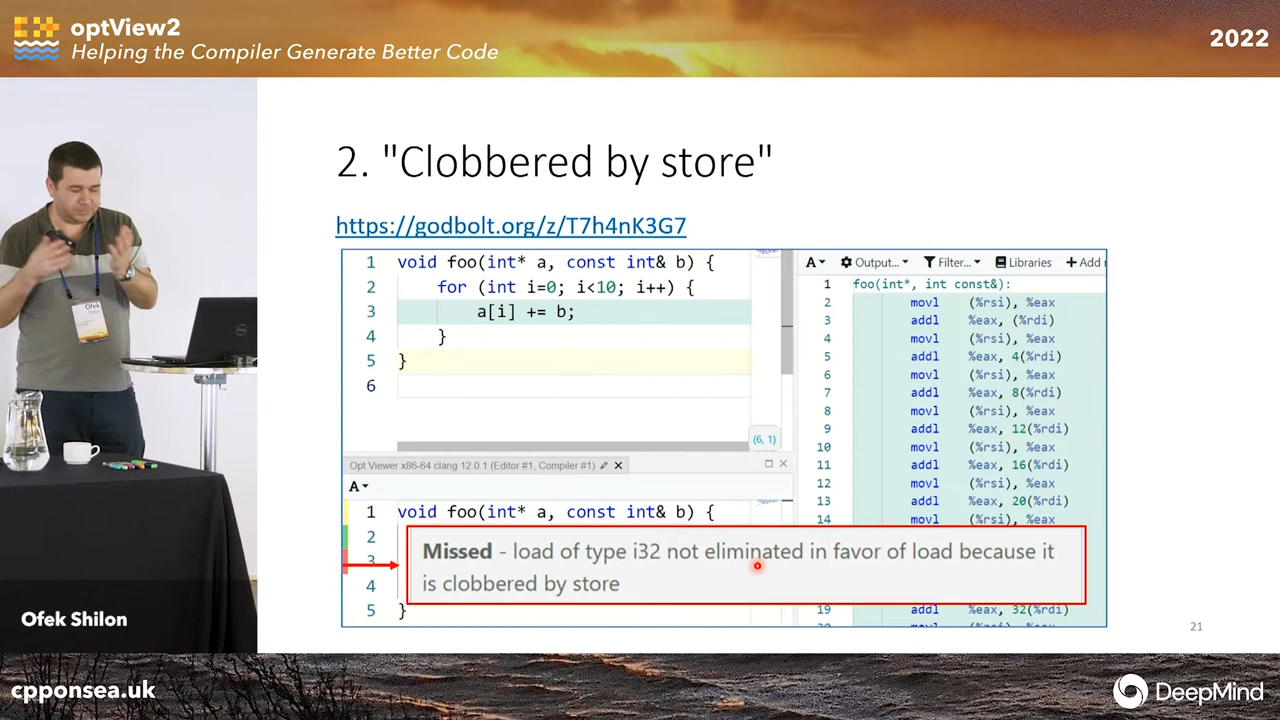 optView2
Helping the Compiler Generate Better Code
2022
2. "Clobbered by store"
https://godbolt.org/z/T7h4nK3G7
1 void foo(int* a, const int& b) {
2 for (int i=0; i<10; i++) {
3 a[i] += b;
4 }
5 }
6
(6, 1)
A Output... Filter... Libraries + Add
1 foo(int*, int const&):
2 movl (%rsi), %eax
3 addl %eax, (%rdi)
4 movl (%rsi), %eax
5 addl %eax, 4(%rdi)
6 movl (%rsi), %eax
7 addl %eax, 8(%rdi)
8 movl (%rsi), %eax
9 addl %eax, 12(%rdi)
10 movl (%rsi), %eax
11 addl %eax, 16(%rdi)
12 movl (%rsi), %eax
13 addl %eax, 20(%rdi)
14 movl (%rsi), %eax
19 addl %eax, 32(%rdi)
Opt Viewer x86-64 clang 12.0.1 (Editor #1, Compiler #1)
A
1 void foo(int* a, const int& b) {
2
3
4
5 }
Missed - load of type i32 not eliminated in favor of load because it
is clobbered by store
21
Ofek
Ofek Shilon
cpponsea.uk
DeepMind